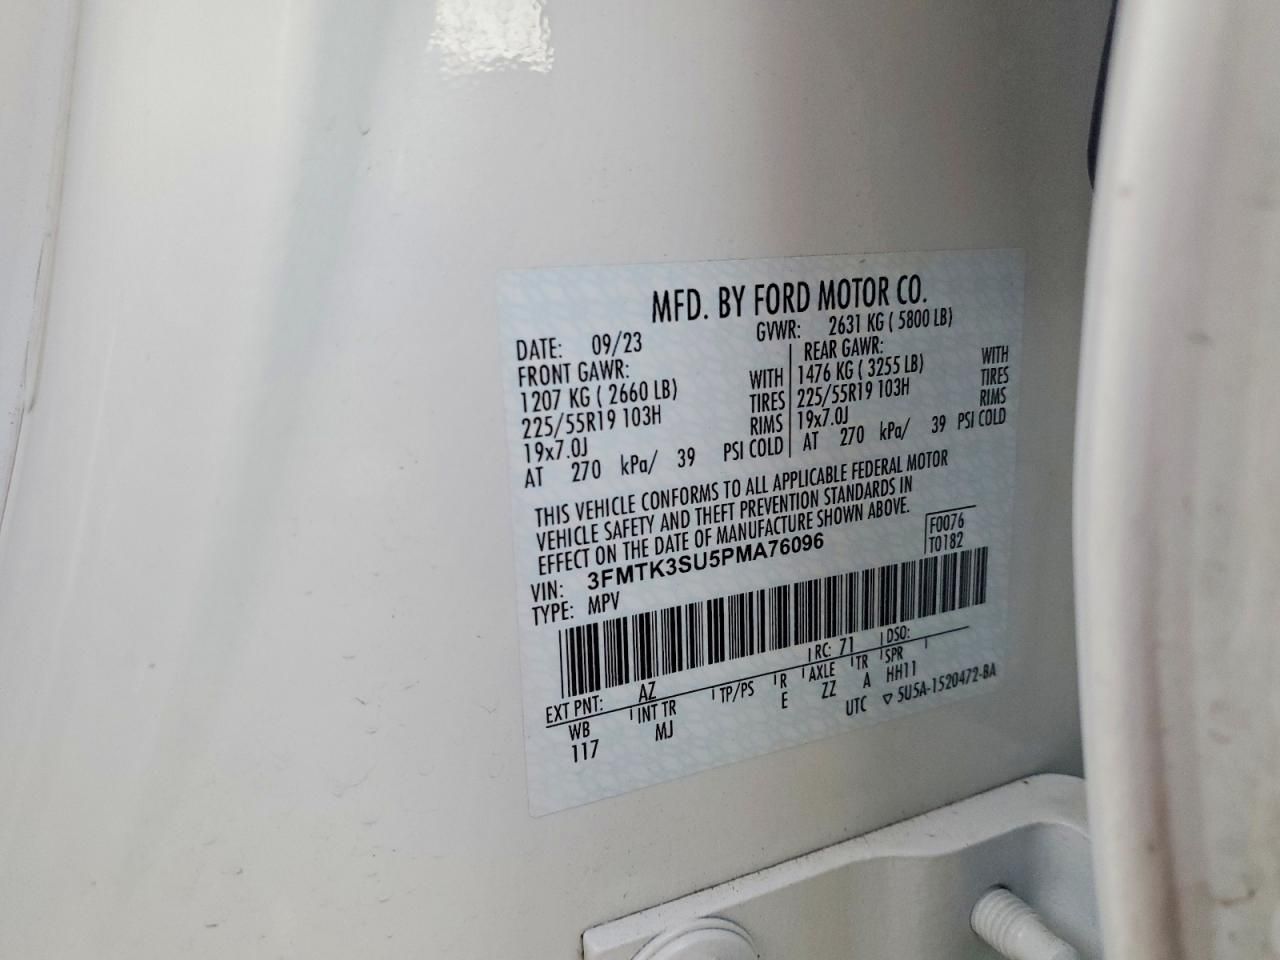 MFD. BY FORD MOTOR CO.
DATE: 09/23
GVWR: 2631 KG ( 5800 LB)
FRONT GAWR:
1207 KG ( 2660 LB) WITH
225/55R19 103H TIRES
19x7.0J RIMS
AT 270 kPa/ 39 PSI COLD
REAR GAWR:
1476 KG ( 3255 LB) WITH
225/55R19 103H TIRES
19x7.0J RIMS
AT 270 kPa/ 39 PSI COLD
THIS VEHICLE CONFORMS TO ALL APPLICABLE FEDERAL MOTOR
VEHICLE SAFETY AND THEFT PREVENTION STANDARDS IN
EFFECT ON THE DATE OF MANUFACTURE SHOWN ABOVE.
VIN: 3FMTK3SU5PMA76096
TYPE: MPV
F0076
T0182
EXT PNT: AZ RC: 71 DSO:
WB INT TR TP/PS R AXLE TR SPR
117 MJ E ZZ A HH11
UTC ▽ 5U5A-1520472-BA